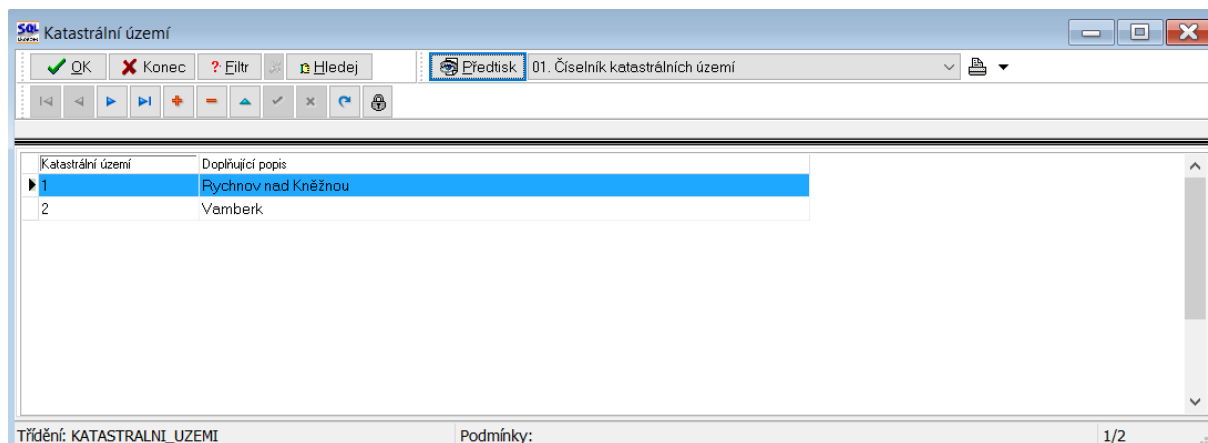 SQL Katastrální území
OK Konec Filtr Hledej Předtisk 01. Číselník katastrálních území
Katastrální území Doplňující popis
1 Rychnov nad Kněžnou
2 Vamberk
Třídění: KATASTRALNI_UZEMI Podmínky: 1/2